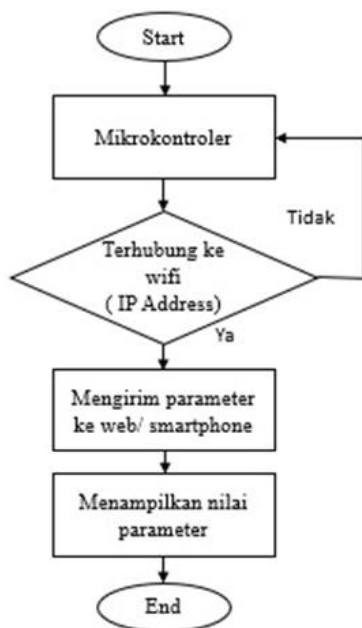 Start
Mikrokontroler
Tidak
Terhubung ke
wifi
( IP Address)
Ya
Mengirim parameter
ke web/ smartphone
Menampilkan nilai
parameter
End